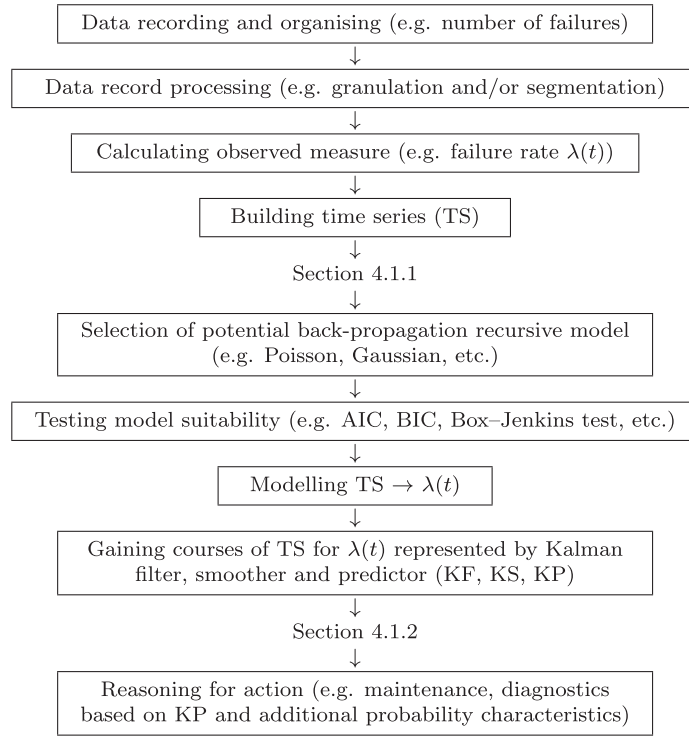 Data recording and organising (e.g. number of failures)
↓
Data record processing (e.g. granulation and/or segmentation)
↓
Calculating observed measure (e.g. failure rate λ(t))
↓
Building time series (TS)
↓
Section 4.1.1
↓
Selection of potential back-propagation recursive model
(e.g. Poisson, Gaussian, etc.)
↓
Testing model suitability (e.g. AIC, BIC, Box–Jenkins test, etc.)
↓
Modelling TS → λ(t)
↓
Gaining courses of TS for λ(t) represented by Kalman
filter, smoother and predictor (KF, KS, KP)
↓
Section 4.1.2
↓
Reasoning for action (e.g. maintenance, diagnostics
based on KP and additional probability characteristics)